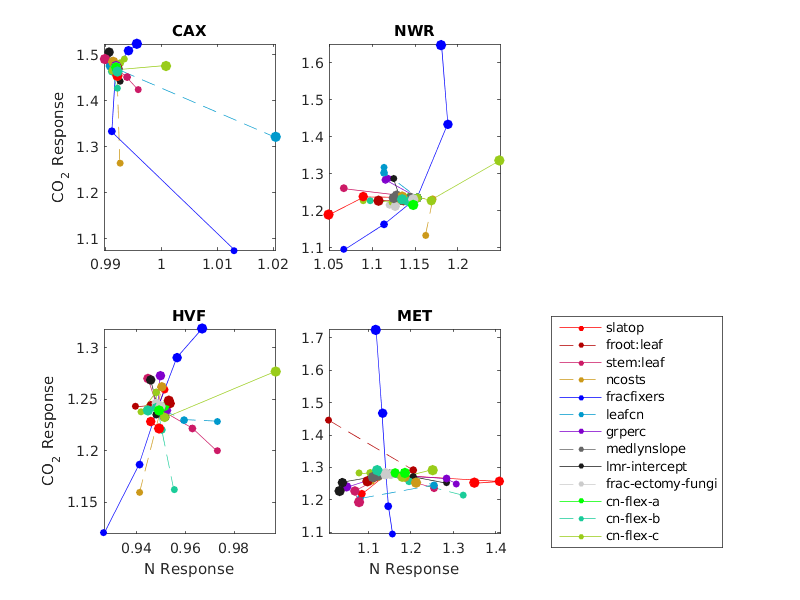 CAX
NWR
1.5
1.4
1.3
1.2
1.1
CO2 Response
0.99
1
1.01
1.02
1.6
1.5
1.4
1.3
1.2
1.1
1.05
1.1
1.15
1.2
HVF
MET
1.3
1.25
1.2
1.15
CO2 Response
0.94
0.96
0.98
N Response
1.7
1.6
1.5
1.4
1.3
1.2
1.1
1.1
1.2
1.3
1.4
N Response
slatop
froot:leaf
stem:leaf
ncosts
fracfixers
leafcn
grperc
medlynslope
lmr-intercept
frac-ectomy-fungi
cn-flex-a
cn-flex-b
cn-flex-c